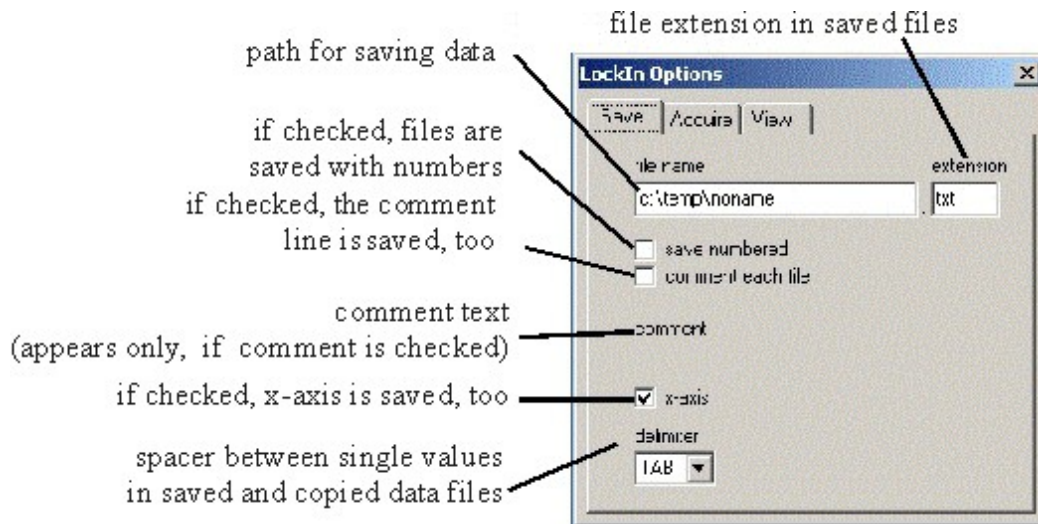 file extension in saved files
path for saving data
LockIn Options
Save Acquire View
if checked, files are
saved with numbers
file name extension
c:\temp\noname . txt
if checked, the comment
line is saved, too
save numbered
comment each file
comment text
(appears only, if comment is checked)
comment
if checked, x-axis is saved, too
x-axis
delimiter
TAB
spacer between single values
in saved and copied data files